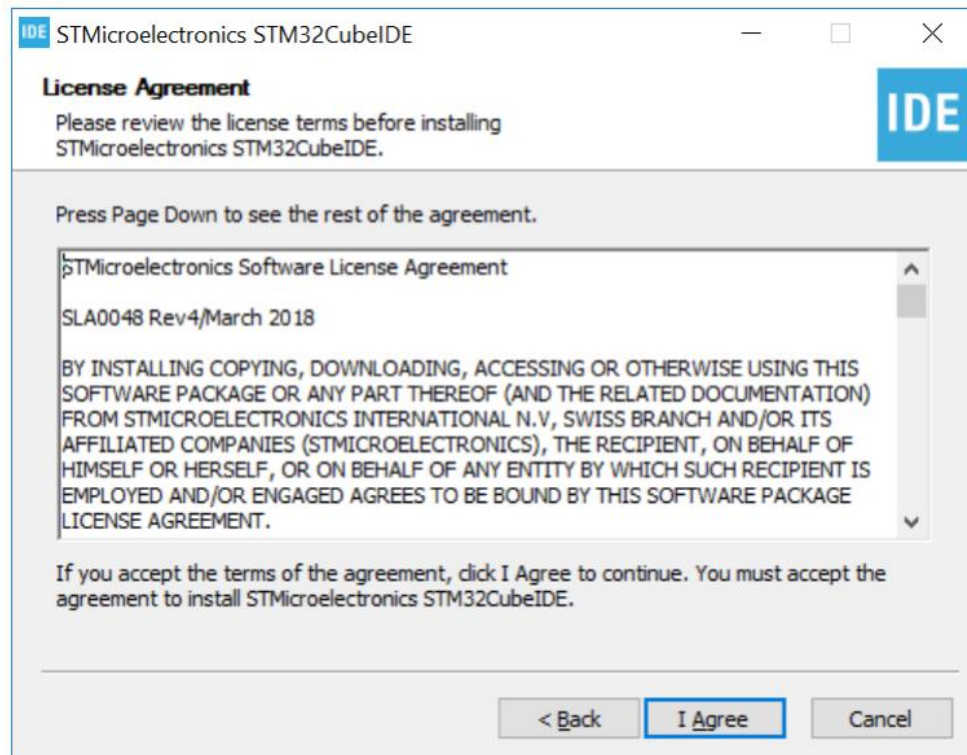 IDE STMicroelectronics STM32CubeIDE
License Agreement
Please review the license terms before installing
STMicroelectronics STM32CubeIDE.
IDE
Press Page Down to see the rest of the agreement.
STMicroelectronics Software License Agreement
SLA0048 Rev4/March 2018
BY INSTALLING COPYING, DOWNLOADING, ACCESSING OR OTHERWISE USING THIS
SOFTWARE PACKAGE OR ANY PART THEREOF (AND THE RELATED DOCUMENTATION)
FROM STMICROELECTRONICS INTERNATIONAL N.V, SWISS BRANCH AND/OR ITS
AFFILIATED COMPANIES (STMICROELECTRONICS), THE RECIPIENT, ON BEHALF OF
HIMSELF OR HERSELF, OR ON BEHALF OF ANY ENTITY BY WHICH SUCH RECIPIENT IS
EMPLOYED AND/OR ENGAGED AGREES TO BE BOUND BY THIS SOFTWARE PACKAGE
LICENSE AGREEMENT.
If you accept the terms of the agreement, click I Agree to continue. You must accept the
agreement to install STMicroelectronics STM32CubeIDE.
< Back I Agree Cancel